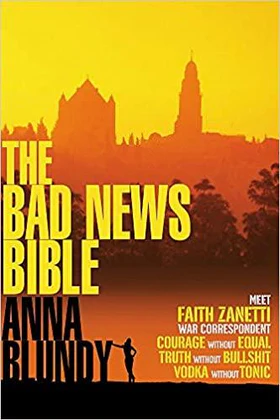 THE
BAD NEWS
BIBLE
ANNA
BLUNDY
MEET
FAITH ZANETTI
WAR CORRESPONDENT
COURAGE WITHOUT EQUAL
TRUTH WITHOUT BULLSHIT
VODKA WITHOUT TONIC